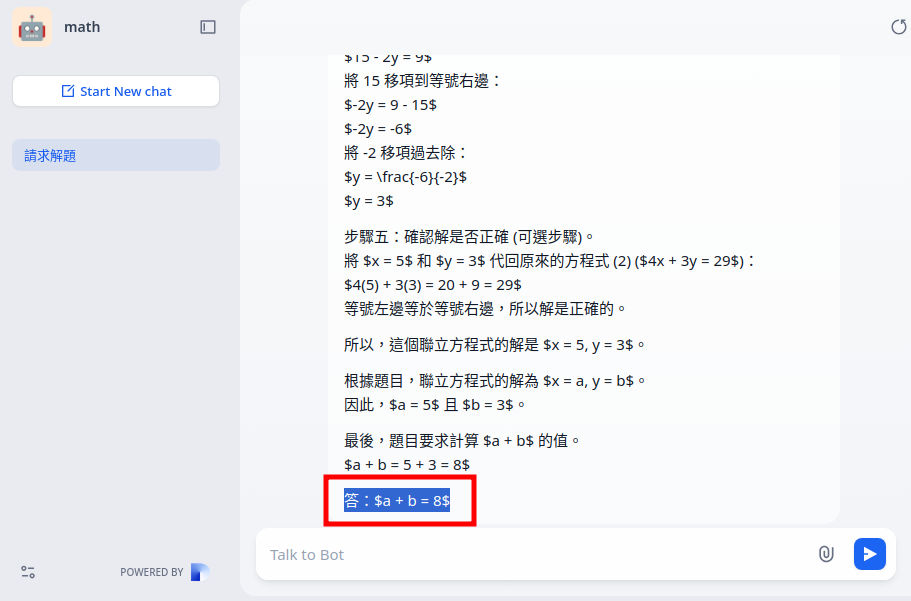 math
Start New chat
請求解題
POWERED BY
$15 - 2y = 9$
將 15 移項到等號右邊：
$-2y = 9 - 15$
$-2y = -6$
將 -2 移項過去除：
$y = \frac{-6}{-2}$
$y = 3$
步驟五：確認解是否正確 (可選步驟)。
將 $x = 5$ 和 $y = 3$ 代回原來的方程式 (2) ($4x + 3y = 29$)：
$4(5) + 3(3) = 20 + 9 = 29$
等號左邊等於等號右邊，所以解是正確的。
所以，這個聯立方程式的解是 $x = 5, y = 3$。
根據題目，聯立方程式的解為 $x = a, y = b$。
因此，$a = 5$ 且 $b = 3$。
最後，題目要求計算 $a + b$ 的值。
$a + b = 5 + 3 = 8$
答：$a + b = 8$
Talk to Bot